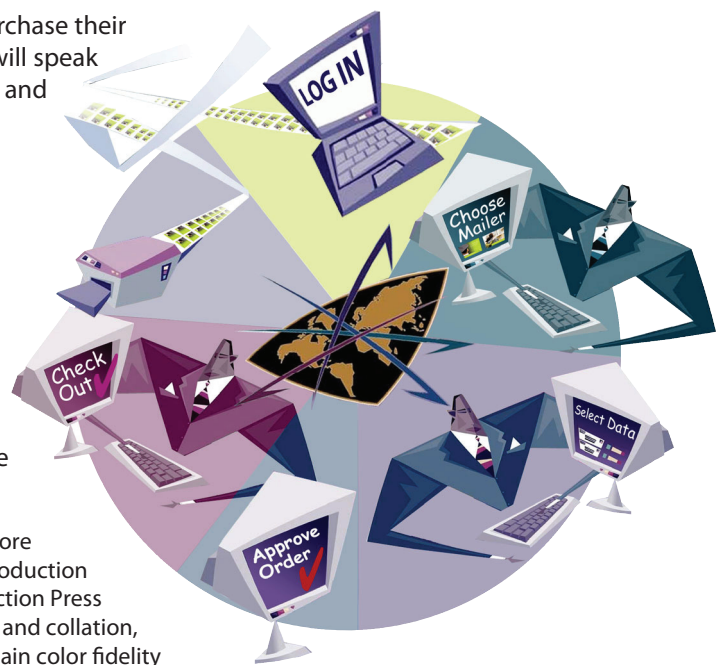 rchase their
will speak
and
LOG IN
Choose
Mailer
Check
Out
Select Data
Approve
Order
e
ore
oduction
ction Press
and collation,
ain color fidelity